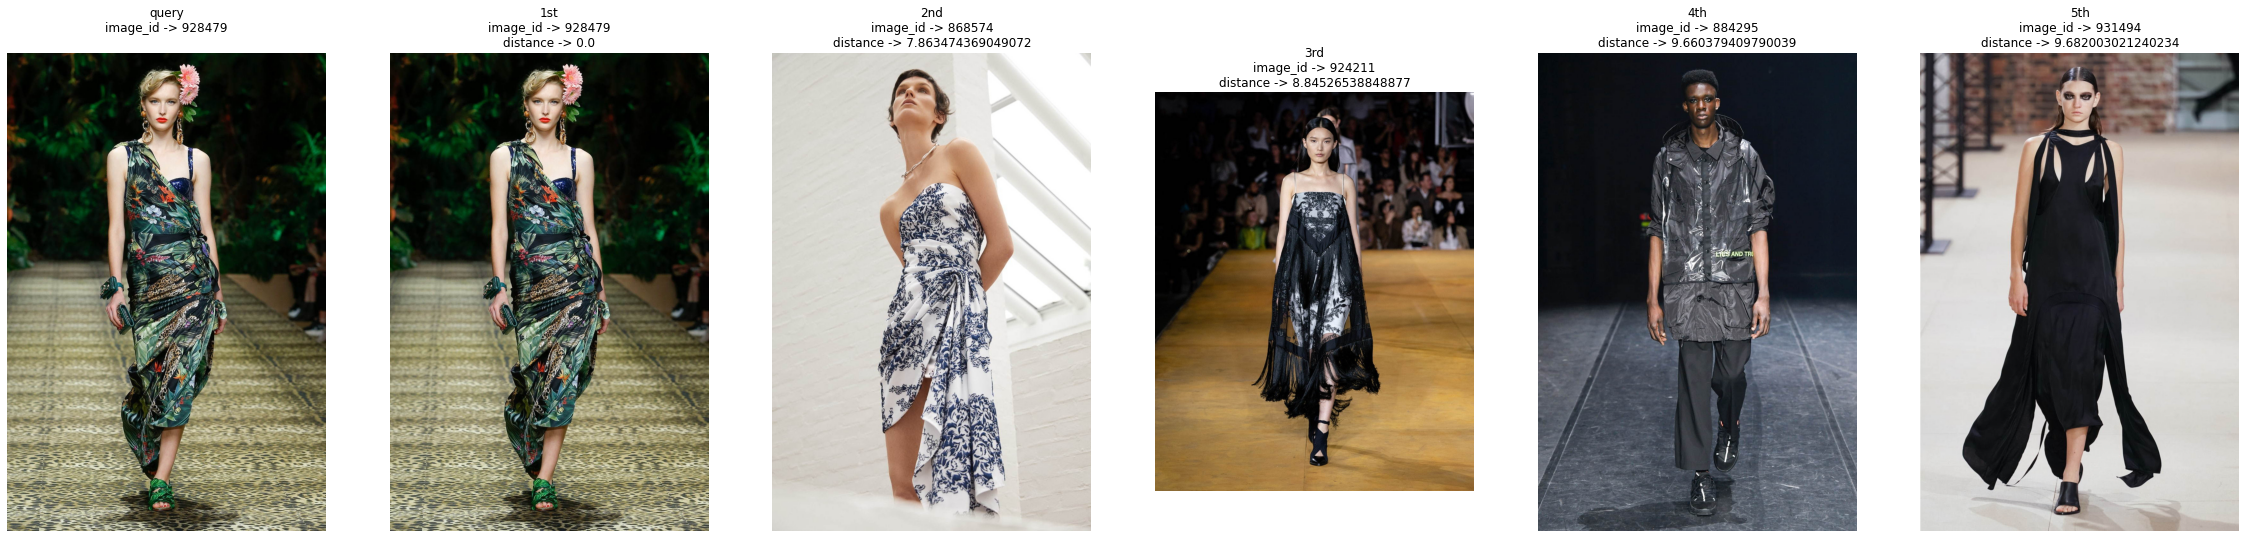 query
image_id -> 928479
1st
image_id -> 928479
distance -> 0.0
2nd
image_id -> 868574
distance -> 7.863474369049072
3rd
image_id -> 924211
distance -> 8.84526538848877
4th
image_id -> 884295
distance -> 9.660379409790039
5th
image_id -> 931494
distance -> 9.682003021240234